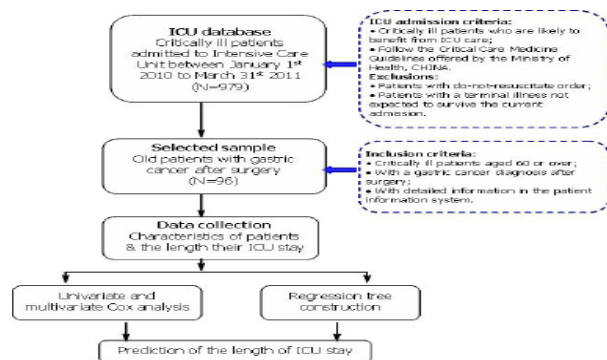 ICU database
Critically ill patients
admitted to Intensive Care
Unit between January 1st
2010 to March 31st 2011
(N=979)
ICU admission criteria:
• Critically ill patients who are likely to
benefit from ICU care;
• Follow the Critical Care Medicine
Guidelines offered by the Ministry of
Health, CHINA.
Exclusions:
• Patients with do-not-resuscitate order;
• Patients with a terminal illness not
expected to survive the current
admission.
Selected sample
Old patients with gastric
cancer after surgery
(N=96)
Inclusion criteria:
• Critically ill patients aged 60 or over;
• With a gastric cancer diagnosis after
surgery;
• With detailed information in the patient
information system.
Data collection
Characteristics of patients
& the length their ICU stay
Univariate and
multivariate Cox analysis
Regression tree
construction
Prediction of the length of ICU stay